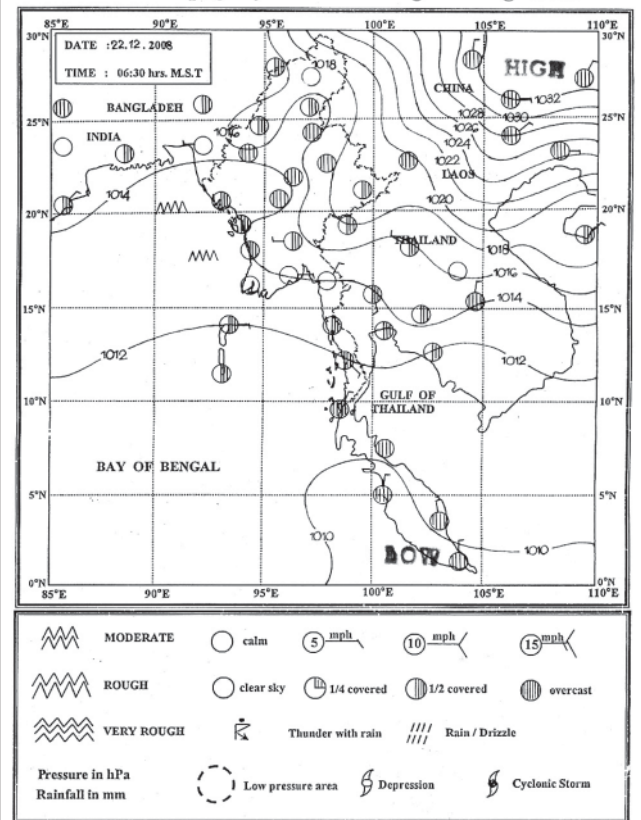 85°E 90°E 95°E 100°E 105°E 110°E
30°N 30°N
DATE : 22.12.2008
TIME : 06:30 hrs. M.S.T
1018
HIGH
CHINA
1032
BANGLADEH
1028
1030
25°N 25°N
1016
1026
INDIA
1024
1022
LAOS
1014
1020
20°N 20°N
THAILAND
1018
1016
1014
15°N 15°N
1012
1012
10°N 10°N
GULF OF
THAILAND
BAY OF BENGAL
5°N 5°N
1010
1010
0°N 0°N
85°E 90°E 95°E 100°E 105°E 110°E
MODERATE calm 5 mph 10 mph 15 mph
ROUGH clear sky 1/4 covered 1/2 covered overcast
VERY ROUGH Thunder with rain Rain / Drizzle
Pressure in hPa
Rainfall in mm
Low pressure area Depression Cyclonic Storm